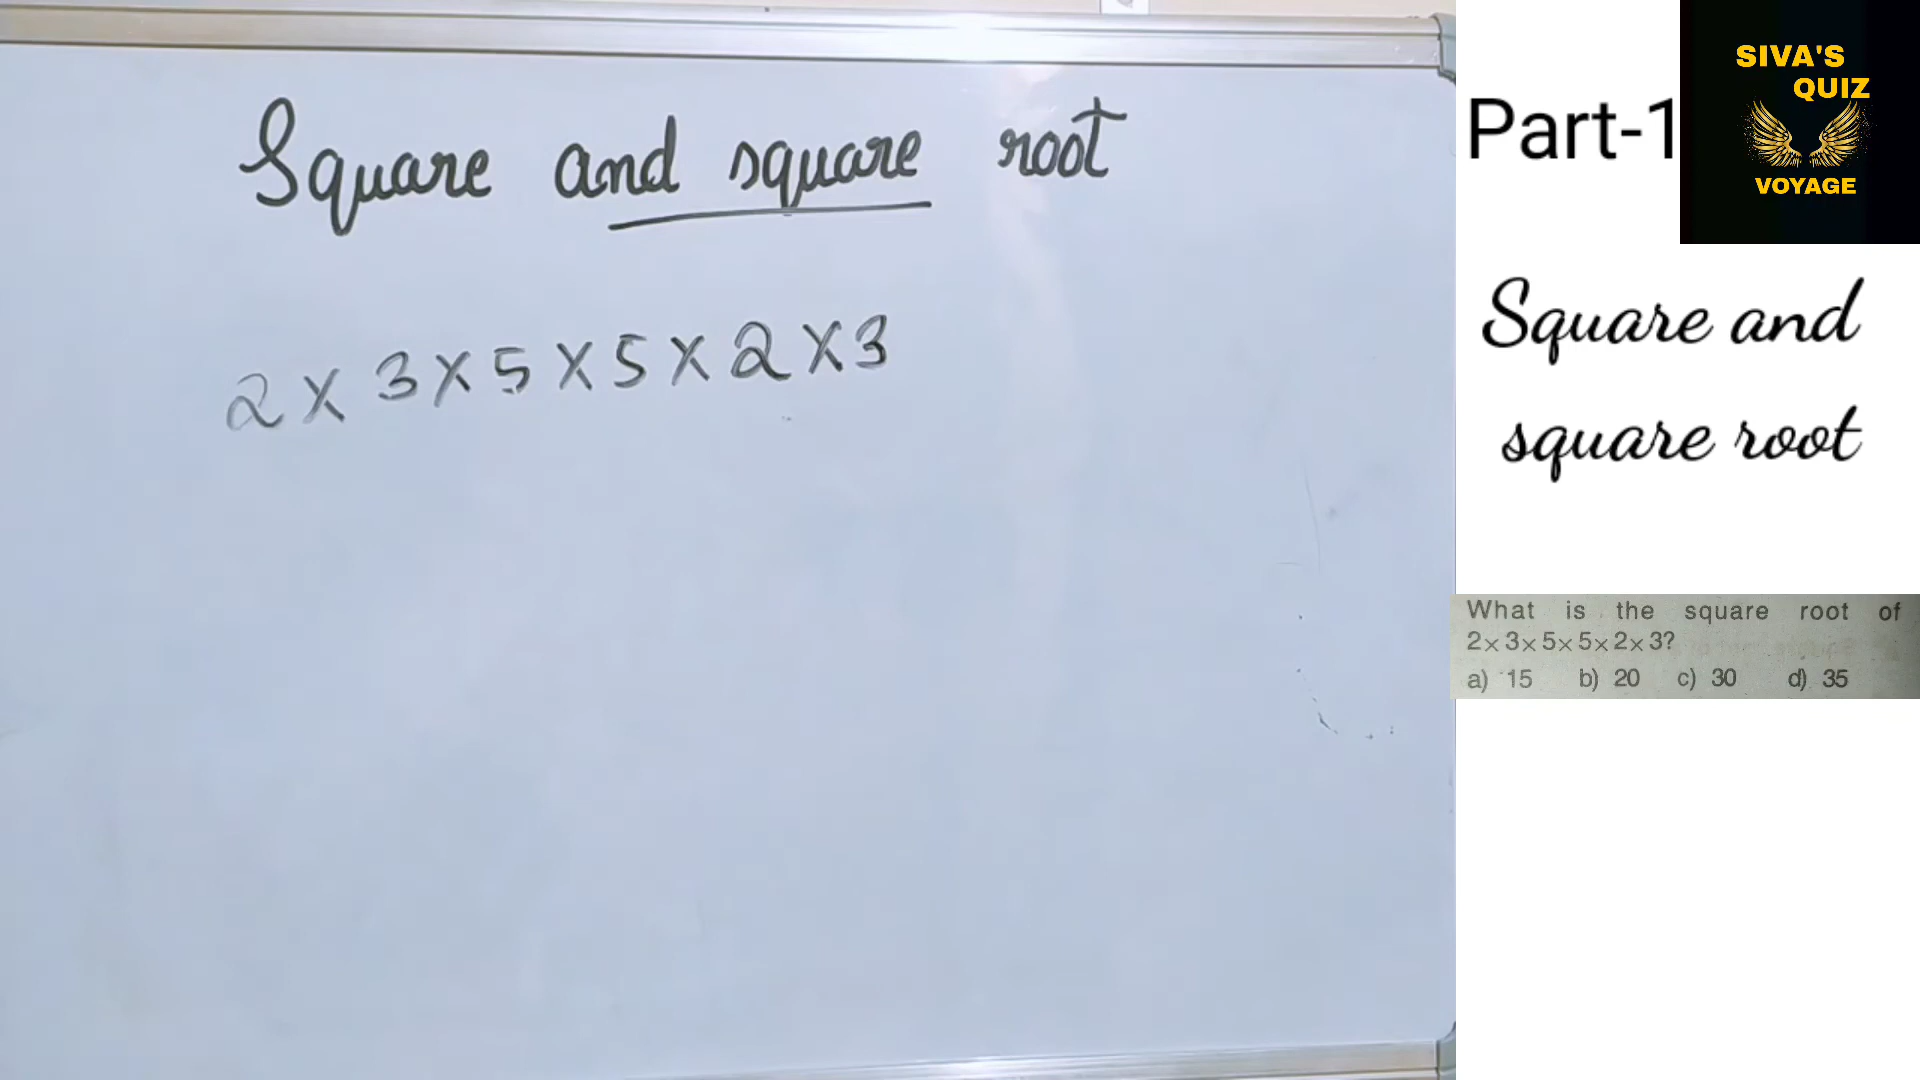 Square and square root
2 X 3 X 5 X 5 X 2 X 3
Part-1
SIVA'S
QUIZ
VOYAGE
Square and
square root
What is the square root of
2×3×5×5×2×3?
a) 15 b) 20 c) 30 d) 35